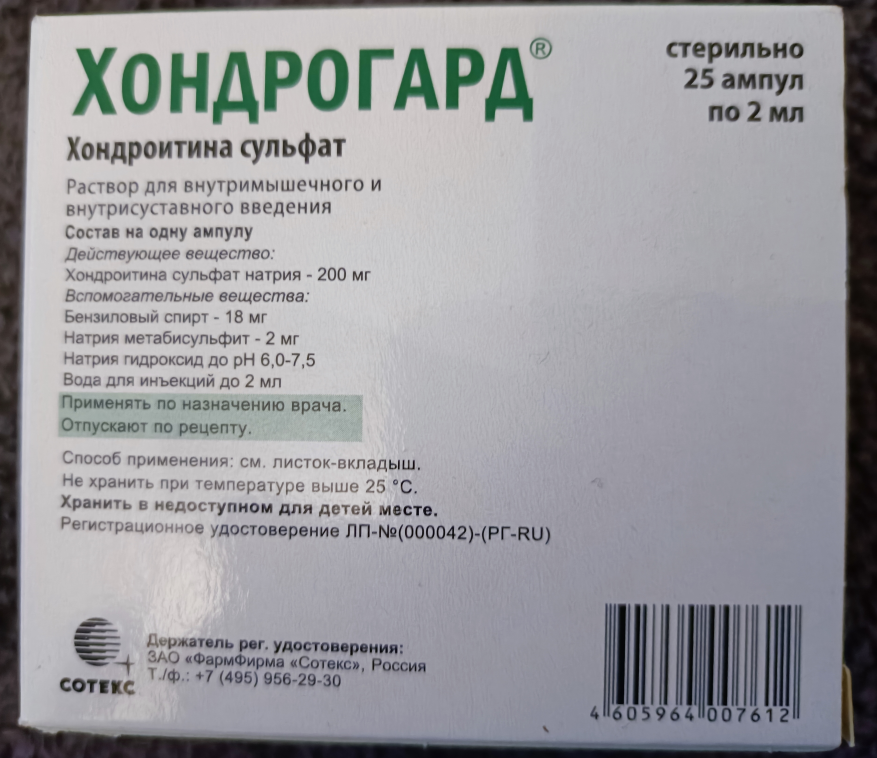 ХОНДРОГАРД®
стерильно
25 ампул
по 2 мл
Хондроитина сульфат
Раствор для внутримышечного и
внутрисуставного введения
Состав на одну ампулу
Действующее вещество:
Хондроитина сульфат натрия - 200 мг
Вспомогательные вещества:
Бензиловый спирт - 18 мг
Натрия метабисульфит - 2 мг
Натрия гидроксид до pH 6,0-7,5
Вода для инъекций до 2 мл
Применять по назначению врача.
Отпускают по рецепту.
Способ применения: см. листок-вкладыш.
Не хранить при температуре выше 25 °C.
Хранить в недоступном для детей месте.
Регистрационное удостоверение ЛП-№(000042)-(РГ-RU)
СОТЕКС
Держатель рег. удостоверения:
ЗАО «ФармФирма «Сотекс», Россия
Т./ф.: +7 (495) 956-29-30
4 605964 007612